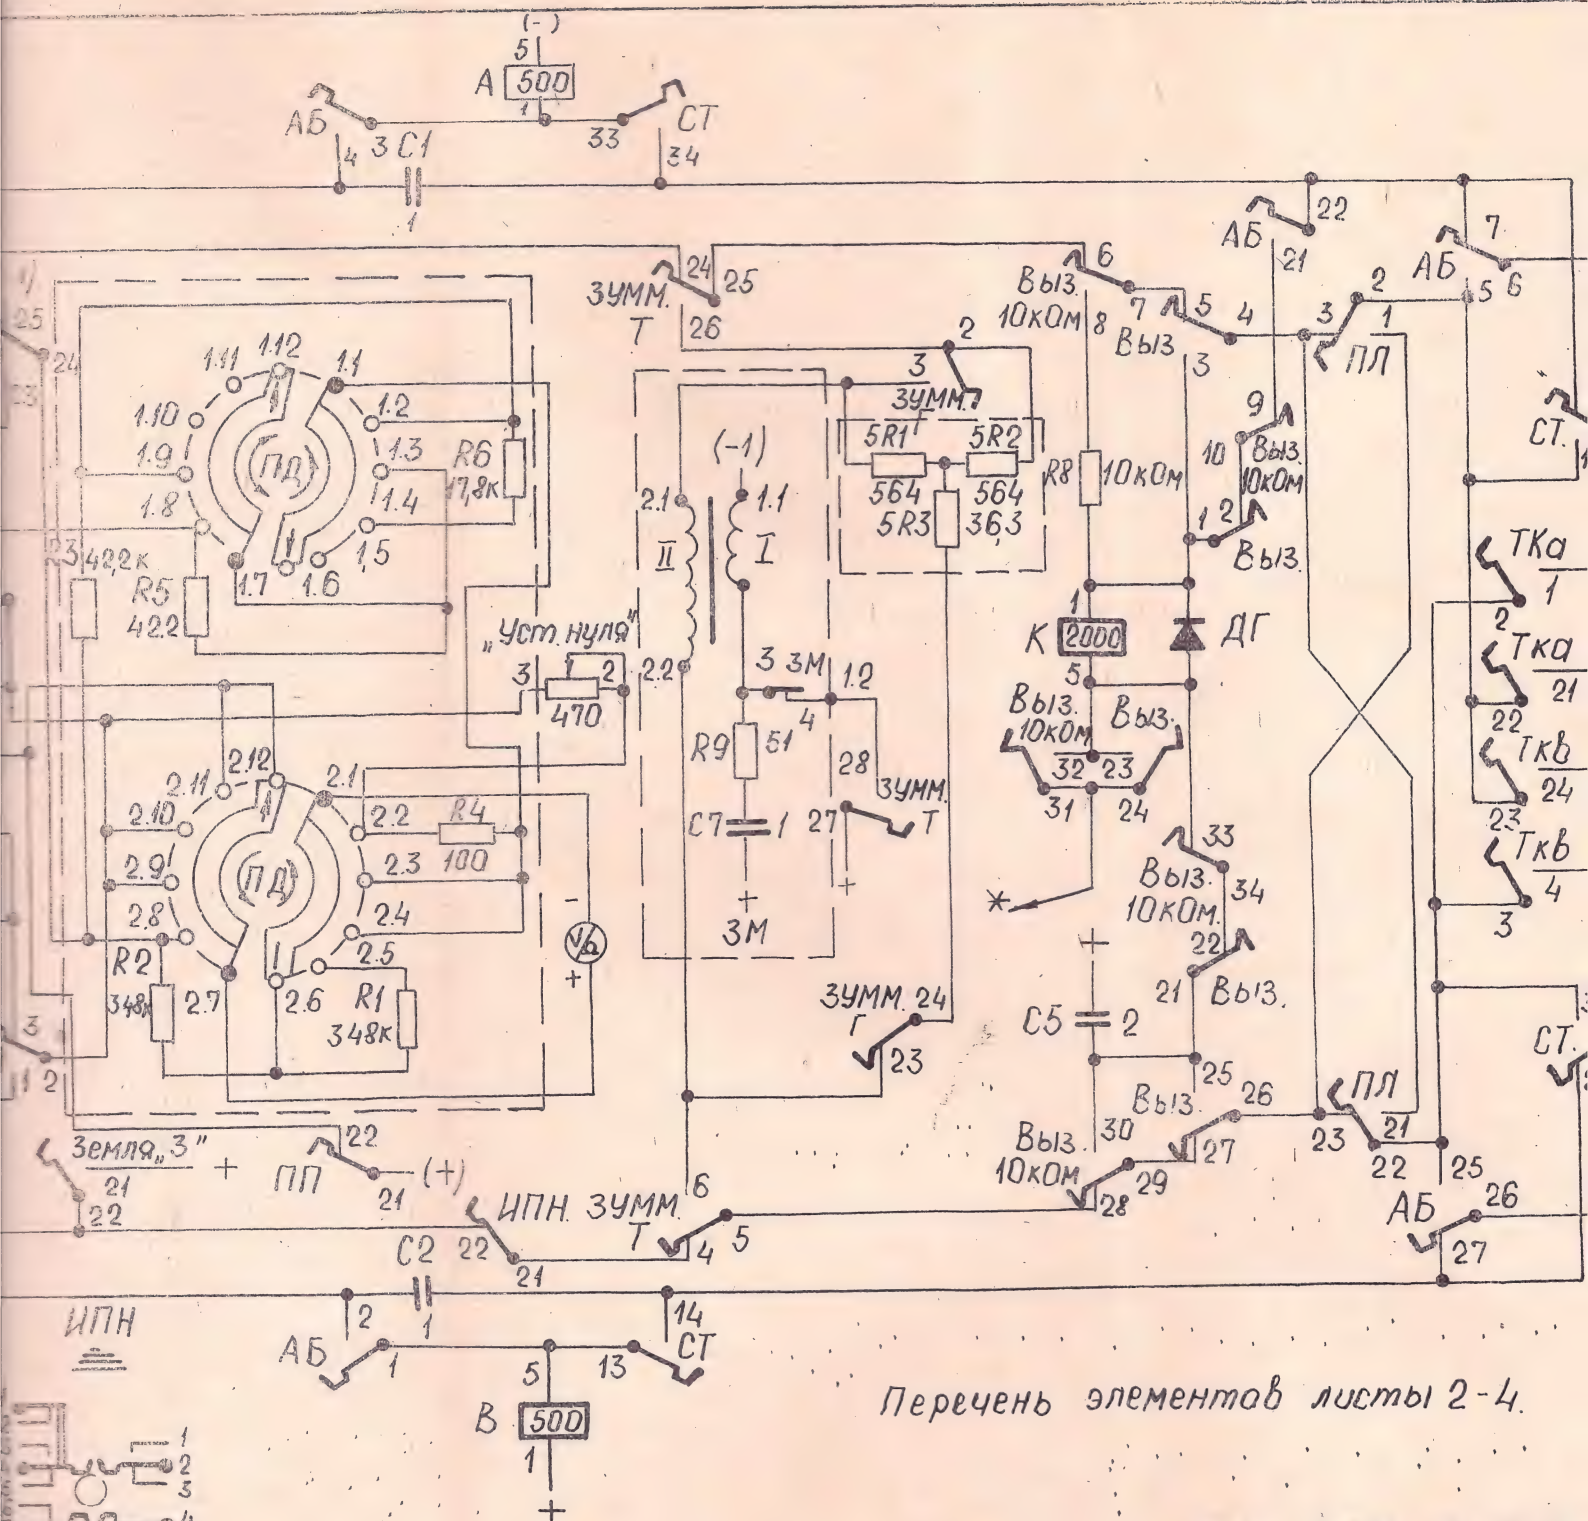 (-)
5
А 500
1
АБ 3 С1 33 СТ
4 34
1
22
АБ 21
7
АБ
5 6
24 25
ЗУММ.
Т 26
6
Выз.
10кОм 8
7 5 4
Выз
3
3 2 1
ПЛ
25
24
1.12
1.11 1.1
1.10 1.2
1.9 1.3
1.8 1.4
1.5
1.7 1.6
ПД
R6
17,8к
23 42,2к
R5
422
2
3
ЗУММ.
Г
5R1 5R2
564 564
5R3 36,3
R8 10кОм
9
10 Выз.
10кОм
1 2
Выз.
СТ.
(-1)
2.1 1.1
II I
2.2
„Уст. нуля"
3 1 2
470
3 ЗМ 1.2
4
R9 51
28
ЗУММ.
27 Т
С7 1
+ +
ЗМ
1
К 2000
5
ДГ
Выз. Выз.
10кОм
32 23
31 24
*
33
Выз. 34
10кОм.
22
21 Выз.
+
С5 2
ТКа
1
2
Тка
21
22
Ткв
24
23
Ткв
4
3
СТ.
2.12
2.11 2.1
2.10 2.2
2.9 2.3
2.8 2.4
2.5
2.7 2.6
ПД
R4
100
-
V/Ω
+
R2
348к
R1
348к
3
1 2
ЗУММ. 24
Г
23
25
Выз. 26
27
Выз. 30
10кОм 29
28
ПЛ
21
23 22 25
АБ 26
27
Земля „З" +
21
22
22
ПП (+)
21
ИПН. ЗУММ. 6
Т 5
22 4
21
С2
2 1
14
АБ 1 5 13 СТ
В 500
1
+
ИПН
1
2
3
4
Перечень элементов листы 2-4.